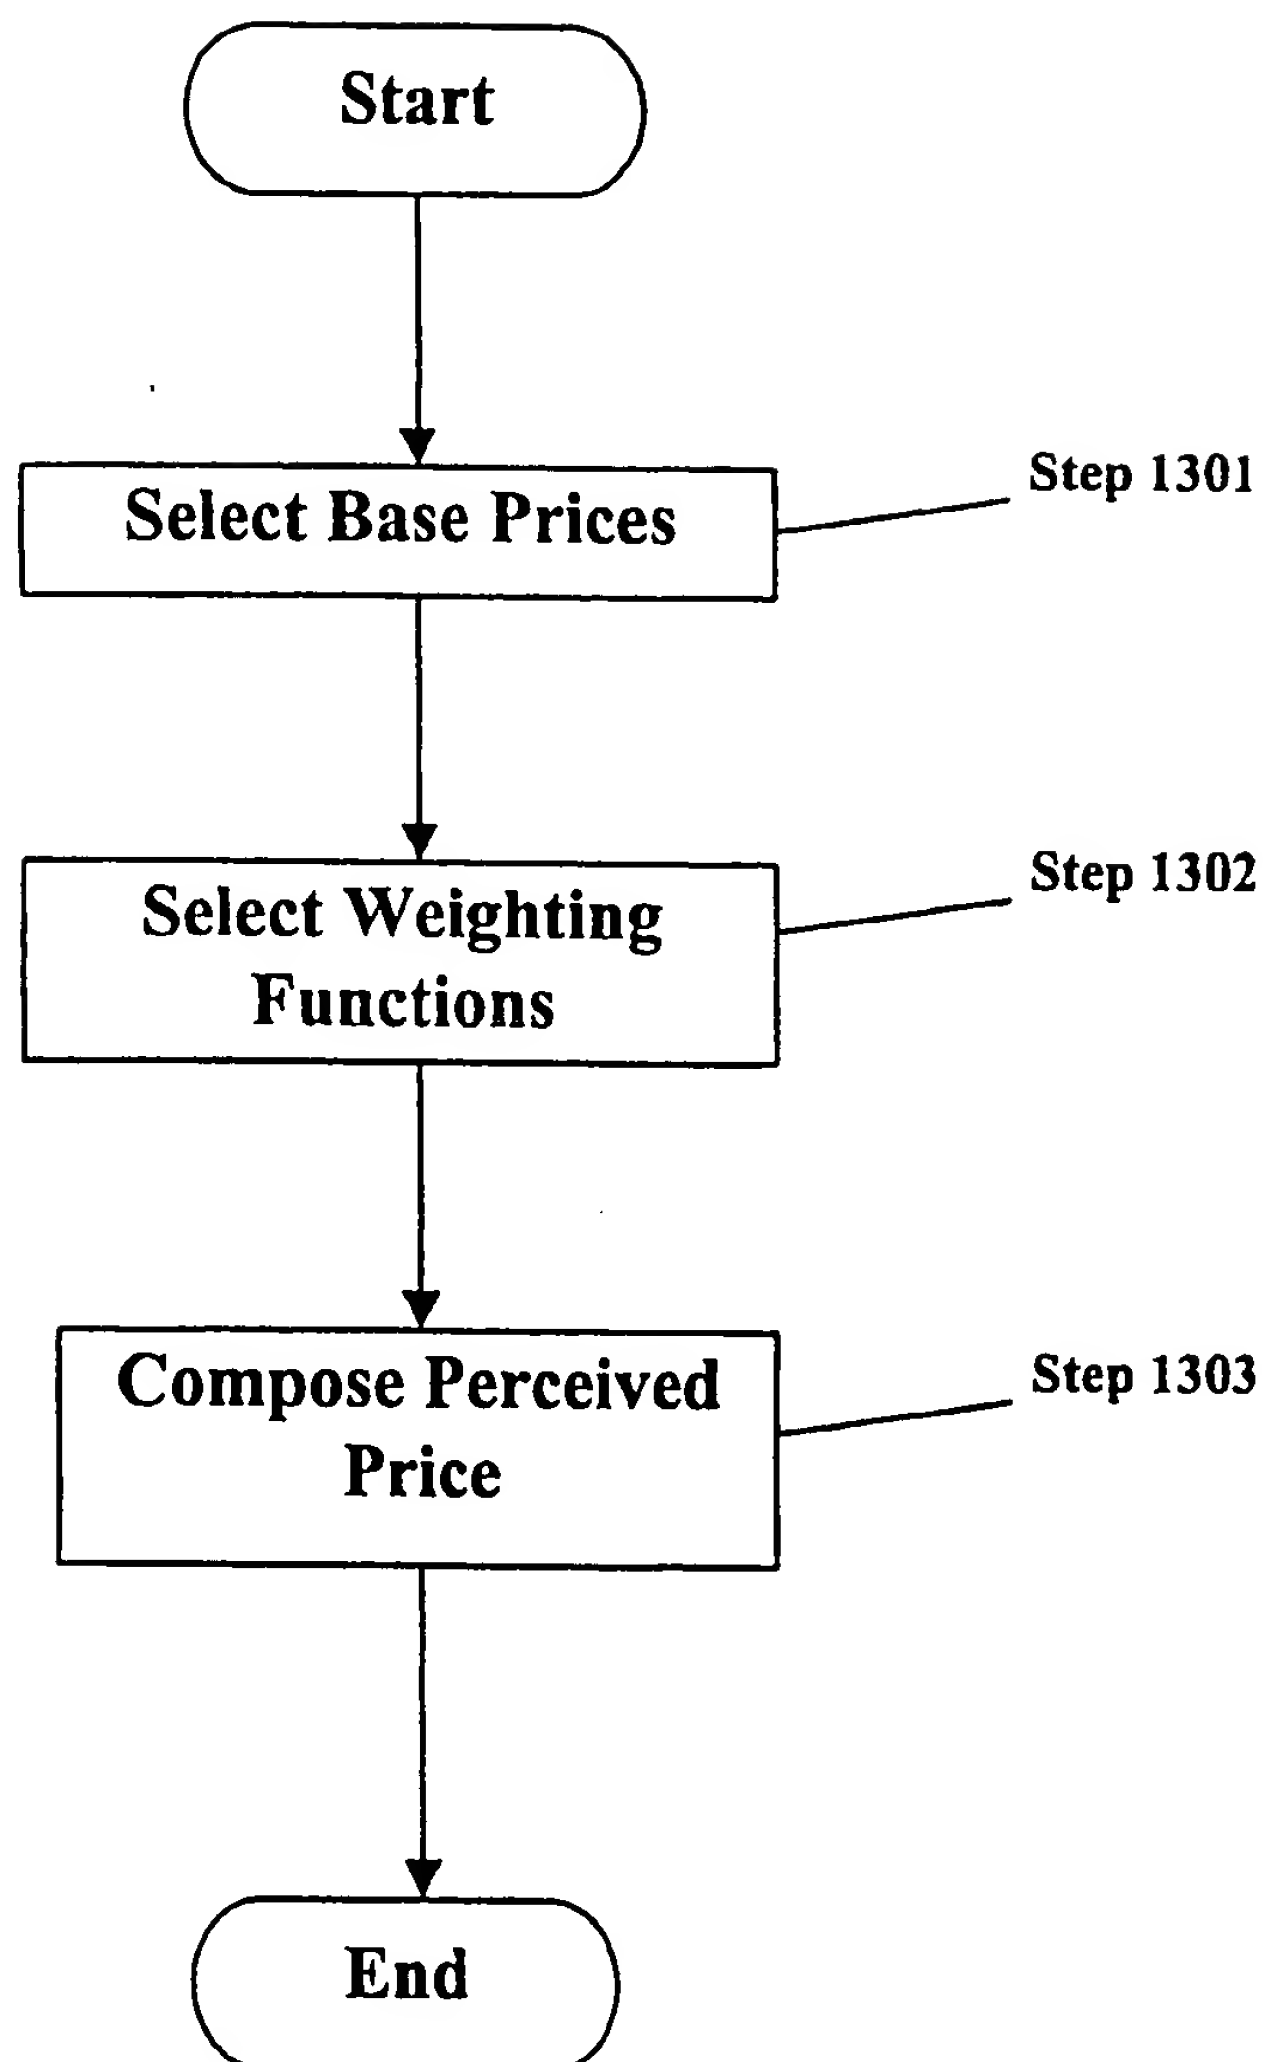 Start
Select Base Prices
Step 1301
Select Weighting
Functions
Step 1302
Compose Perceived
Price
Step 1303
End